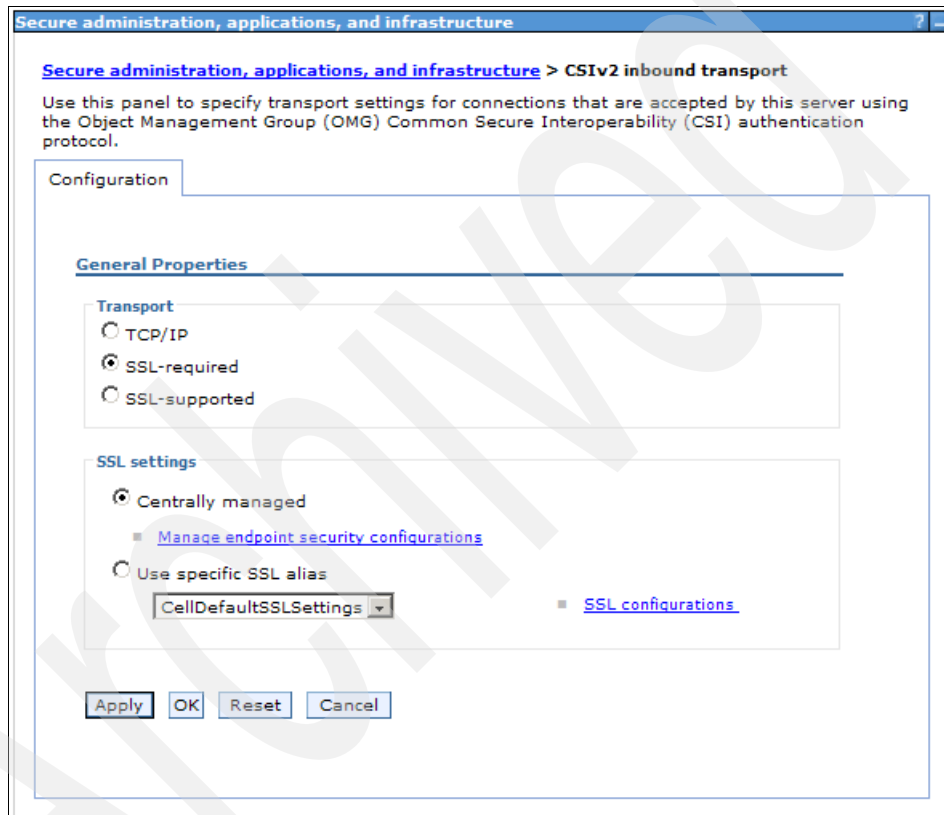 Secure administration, applications, and infrastructure ? _
Secure administration, applications, and infrastructure > CSIv2 inbound transport
Use this panel to specify transport settings for connections that are accepted by this server using
the Object Management Group (OMG) Common Secure Interoperability (CSI) authentication
protocol.
Configuration
General Properties
Transport
TCP/IP
SSL-required
SSL-supported
SSL settings
Centrally managed
Manage endpoint security configurations
Use specific SSL alias
CellDefaultSSLSettings
SSL configurations
Apply OK Reset Cancel
Archived